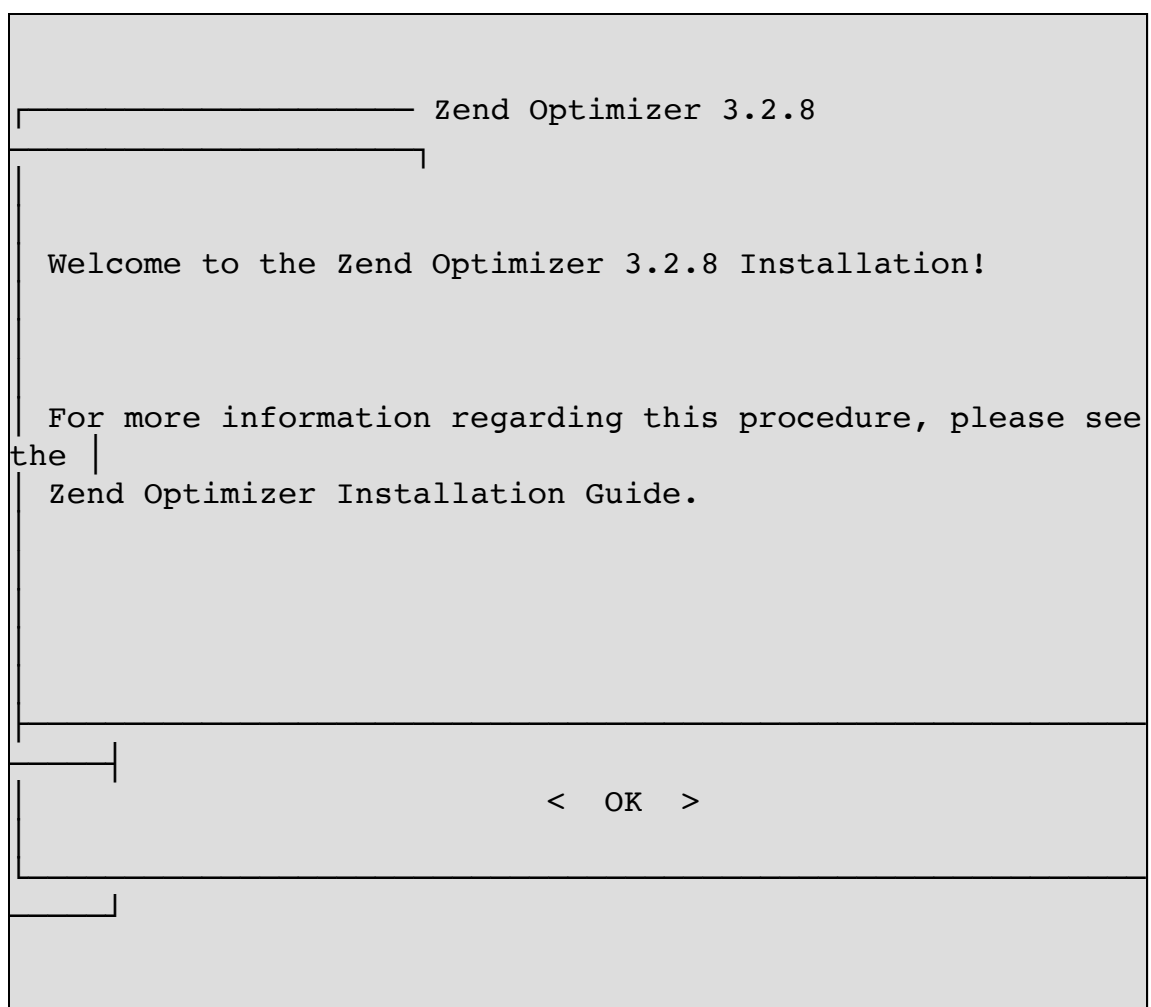 Zend Optimizer 3.2.8
Welcome to the Zend Optimizer 3.2.8 Installation!
For more information regarding this procedure, please see
the
Zend Optimizer Installation Guide.
< OK >